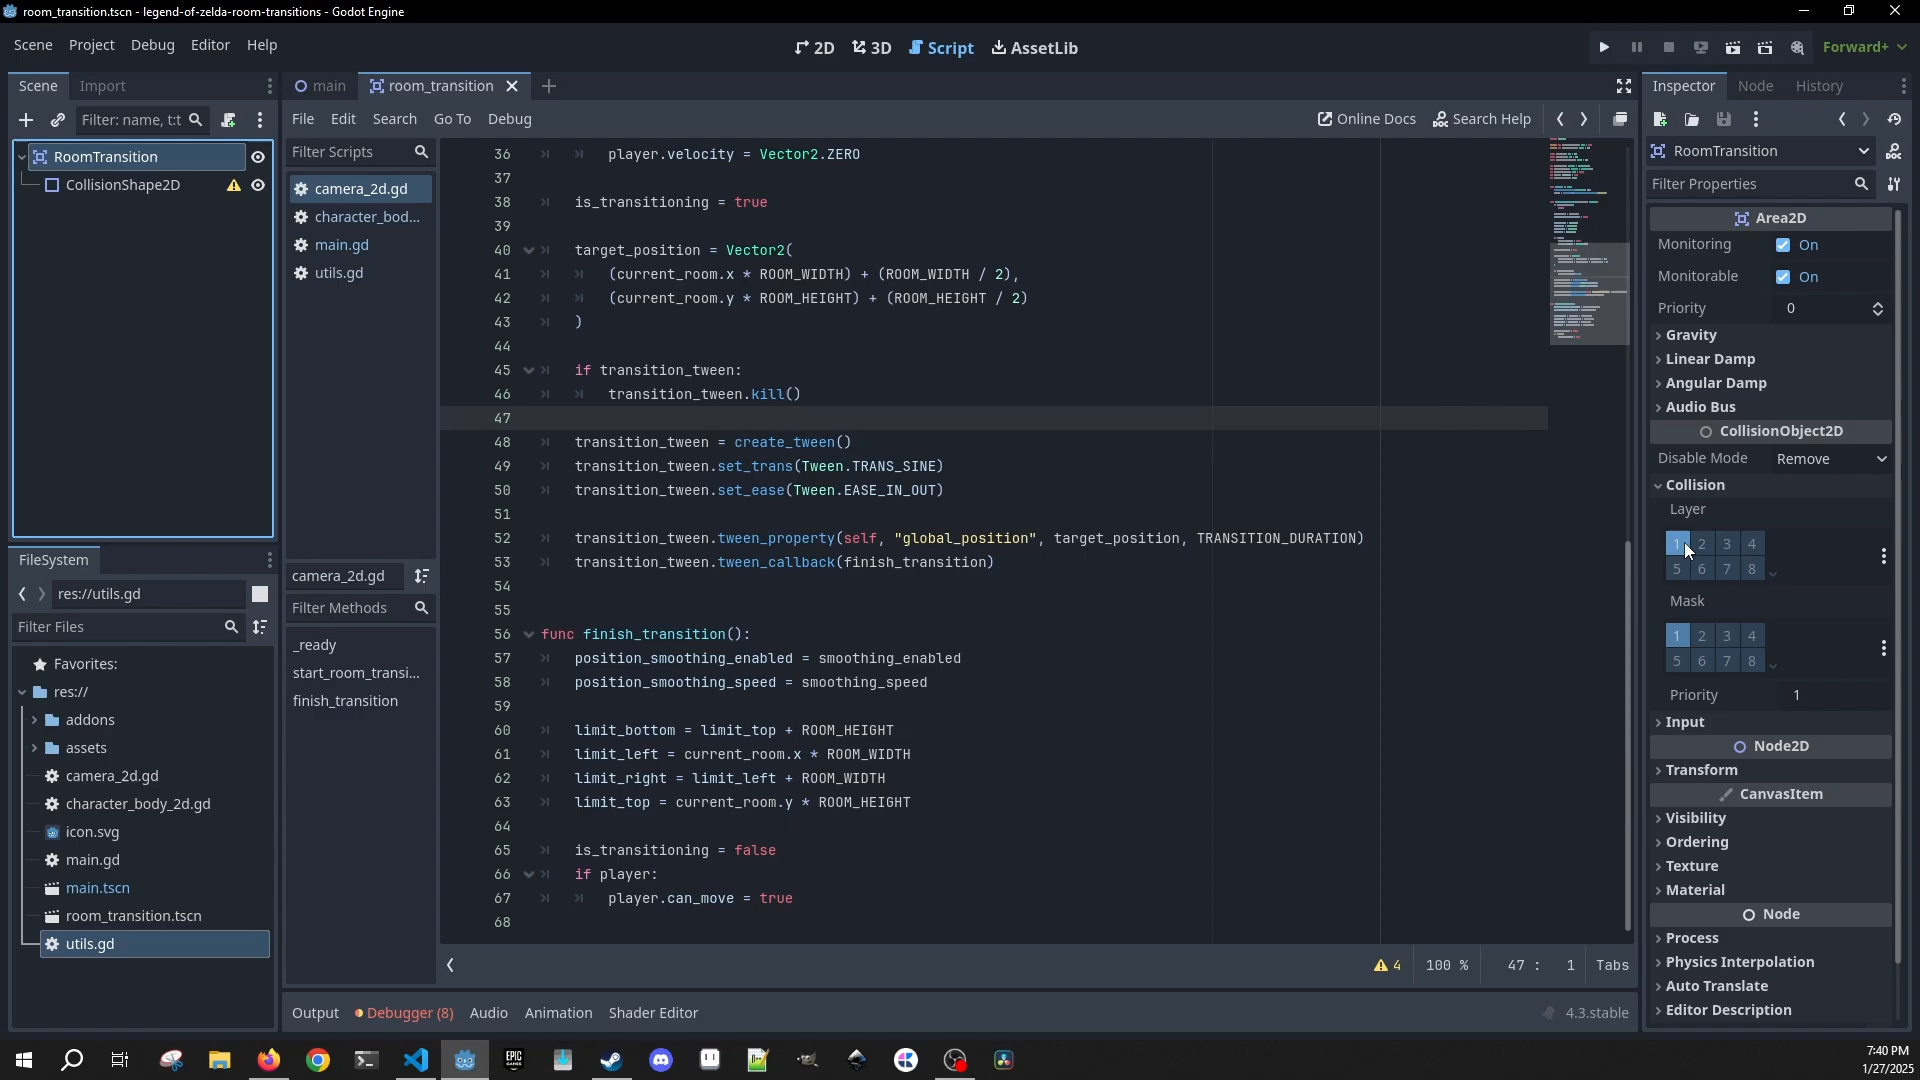 room_transition.tscn - legend-of-zelda-room-transitions - Godot Engine
Scene Project Debug Editor Help
2D 3D Script AssetLib
Forward+
Scene Import
Filter: name, t:t
RoomTransition
CollisionShape2D
FileSystem
res://utils.gd
Filter Files
Favorites:
res://
addons
assets
camera_2d.gd
character_body_2d.gd
icon.svg
main.gd
main.tscn
room_transition.tscn
utils.gd
main room_transition
File Edit Search Go To Debug
Online Docs Search Help
Filter Scripts
camera_2d.gd
character_bod...
main.gd
utils.gd
camera_2d.gd
Filter Methods
_ready
start_room_transi...
finish_transition
36 player.velocity = Vector2.ZERO
37
38 is_transitioning = true
39
40 target_position = Vector2(
41 (current_room.x * ROOM_WIDTH) + (ROOM_WIDTH / 2),
42 (current_room.y * ROOM_HEIGHT) + (ROOM_HEIGHT / 2)
43 )
44
45 if transition_tween:
46 transition_tween.kill()
47
48 transition_tween = create_tween()
49 transition_tween.set_trans(Tween.TRANS_SINE)
50 transition_tween.set_ease(Tween.EASE_IN_OUT)
51
52 transition_tween.tween_property(self, "global_position", target_position, TRANSITION_DURATION)
53 transition_tween.tween_callback(finish_transition)
54
55
56 func finish_transition():
57 position_smoothing_enabled = smoothing_enabled
58 position_smoothing_speed = smoothing_speed
59
60 limit_bottom = limit_top + ROOM_HEIGHT
61 limit_left = current_room.x * ROOM_WIDTH
62 limit_right = limit_left + ROOM_WIDTH
63 limit_top = current_room.y * ROOM_HEIGHT
64
65 is_transitioning = false
66 if player:
67 player.can_move = true
68
4 100 % 47 : 1 Tabs
Output Debugger (8) Audio Animation Shader Editor
4.3.stable
Inspector Node History
RoomTransition
Filter Properties
Area2D
Monitoring On
Monitorable On
Priority 0
Gravity
Linear Damp
Angular Damp
Audio Bus
CollisionObject2D
Disable Mode Remove
Collision
Layer
1 2 3 4
5 6 7 8
Mask
1 2 3 4
5 6 7 8
Priority 1
Input
Node2D
Transform
CanvasItem
Visibility
Ordering
Texture
Material
Node
Process
Physics Interpolation
Auto Translate
Editor Description
EPIC GAMES
7:40 PM
1/27/2025